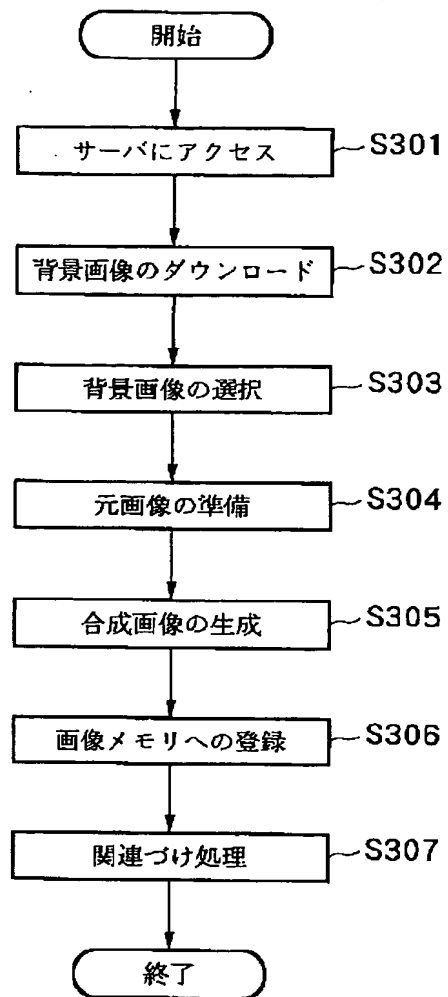 開始
サーバにアクセス S301
背景画像のダウンロード S302
背景画像の選択 S303
元画像の準備 S304
合成画像の生成 S305
画像メモリへの登録 S306
関連づけ処理 S307
終了